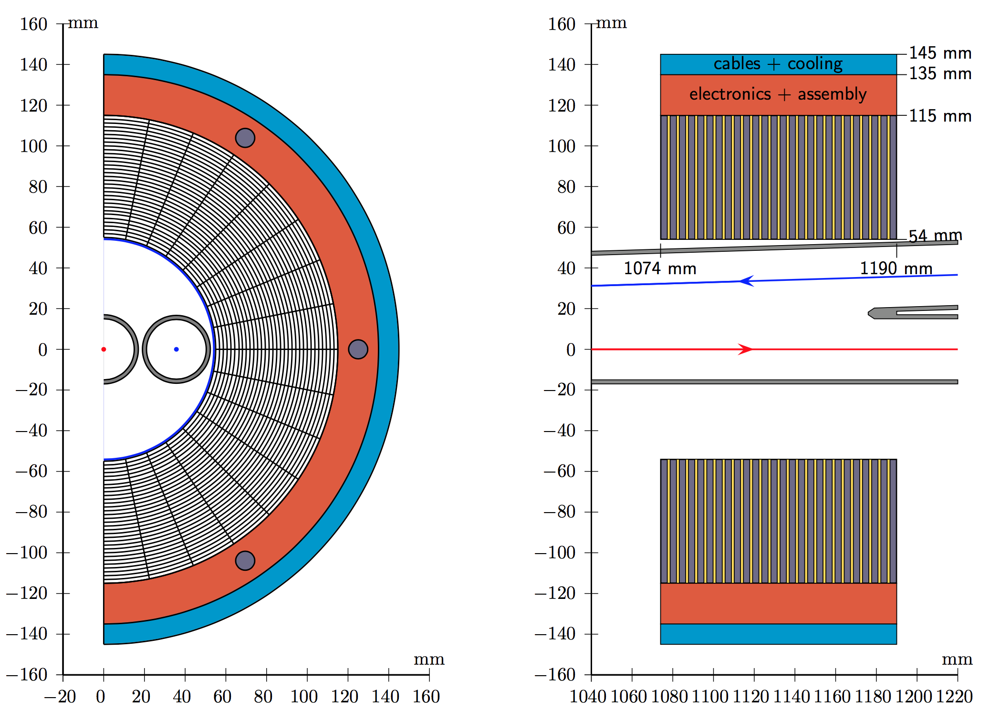 160
mm
140
120
100
80
60
40
20
0
−20
−40
−60
−80
−100
−120
−140
−160
mm
−20 0 20 40 60 80 100 120 140 160
160
mm
140
120
100
80
60
40
20
0
−20
−40
−60
−80
−100
−120
−140
−160
cables + cooling
electronics + assembly
145 mm
135 mm
115 mm
54 mm
1074 mm 1190 mm
mm
1040 1060 1080 1100 1120 1140 1160 1180 1200 1220